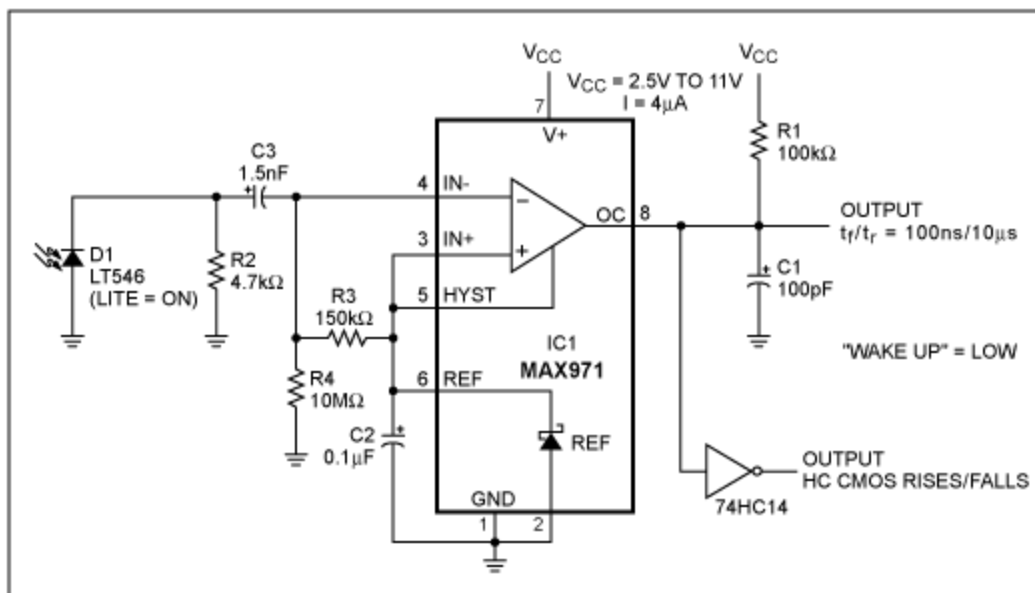 VCC
VCC
VCC = 2.5V TO 11V
I = 4μA
7
V+
R1
100kΩ
C3
1.5nF
+
4
IN-
−
OC
8
OUTPUT
tf/tr = 100ns/10μs
3
IN+
+
D1
LT546
(LITE = ON)
R2
4.7kΩ
5
HYST
+
C1
100pF
R3
150kΩ
IC1
MAX971
"WAKE UP" = LOW
R4
10MΩ
6
REF
C2
0.1μF
+
REF
OUTPUT
HC CMOS RISES/FALLS
74HC14
GND
1
2